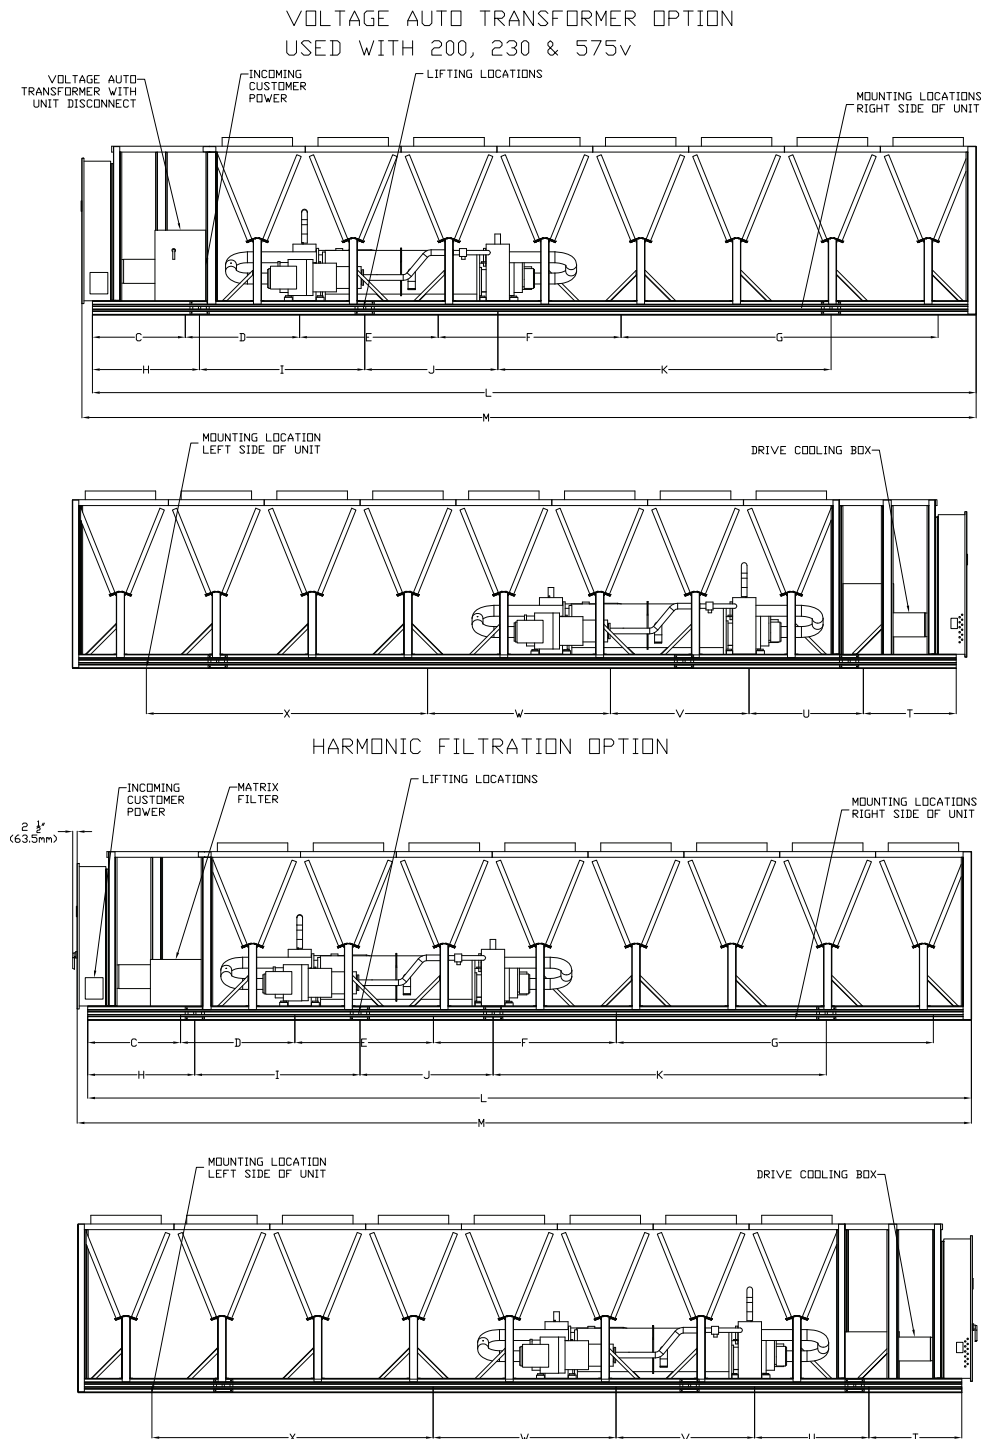 VOLTAGE AUTO TRANSFORMER OPTION
USED WITH 200, 230 & 575v
VOLTAGE AUTO
TRANSFORMER WITH
UNIT DISCONNECT
INCOMING
CUSTOMER
POWER
LIFTING LOCATIONS
MOUNTING LOCATIONS
RIGHT SIDE OF UNIT
C
D
E
F
G
H
I
J
K
L
M
MOUNTING LOCATION
LEFT SIDE OF UNIT
DRIVE COOLING BOX
X
W
V
U
T
HARMONIC FILTRATION OPTION
2 ½"
(63.5mm)
INCOMING
CUSTOMER
POWER
MATRIX
FILTER
LIFTING LOCATIONS
MOUNTING LOCATIONS
RIGHT SIDE OF UNIT
C
D
E
F
G
H
I
J
K
L
M
MOUNTING LOCATION
LEFT SIDE OF UNIT
DRIVE COOLING BOX
X
W
V
U
T